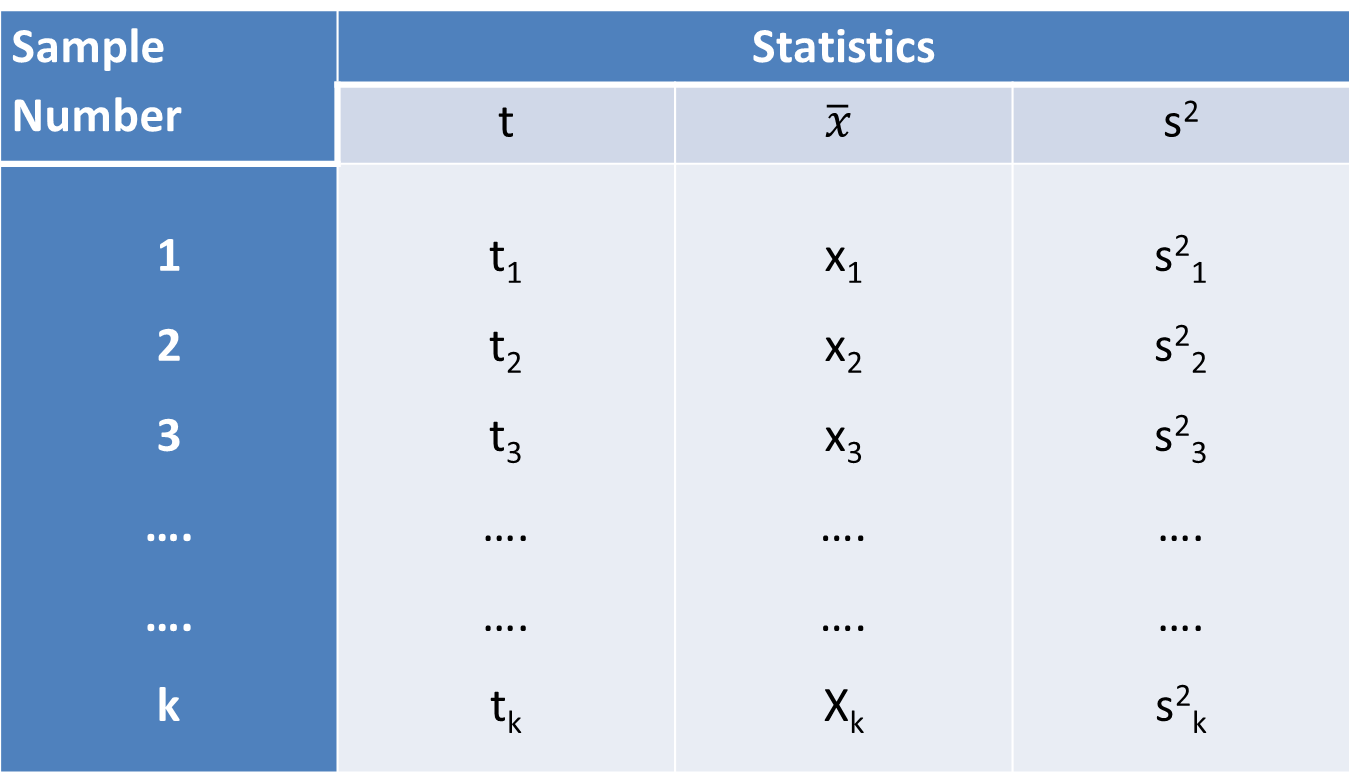 Sample Number Statistics
t x̅ s²
1 t₁ x₁ s²₁
2 t₂ x₂ s²₂
3 t₃ x₃ s²₃
.... .... .... ....
.... .... .... ....
k tₖ Xₖ s²ₖ